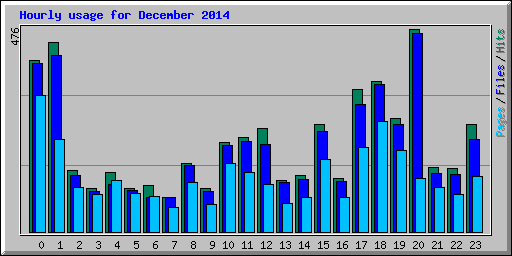 Hourly usage for December 2014
476
Pages/Files/Hits
0 1 2 3 4 5 6 7 8 9 10 11 12 13 14 15 16 17 18 19 20 21 22 23